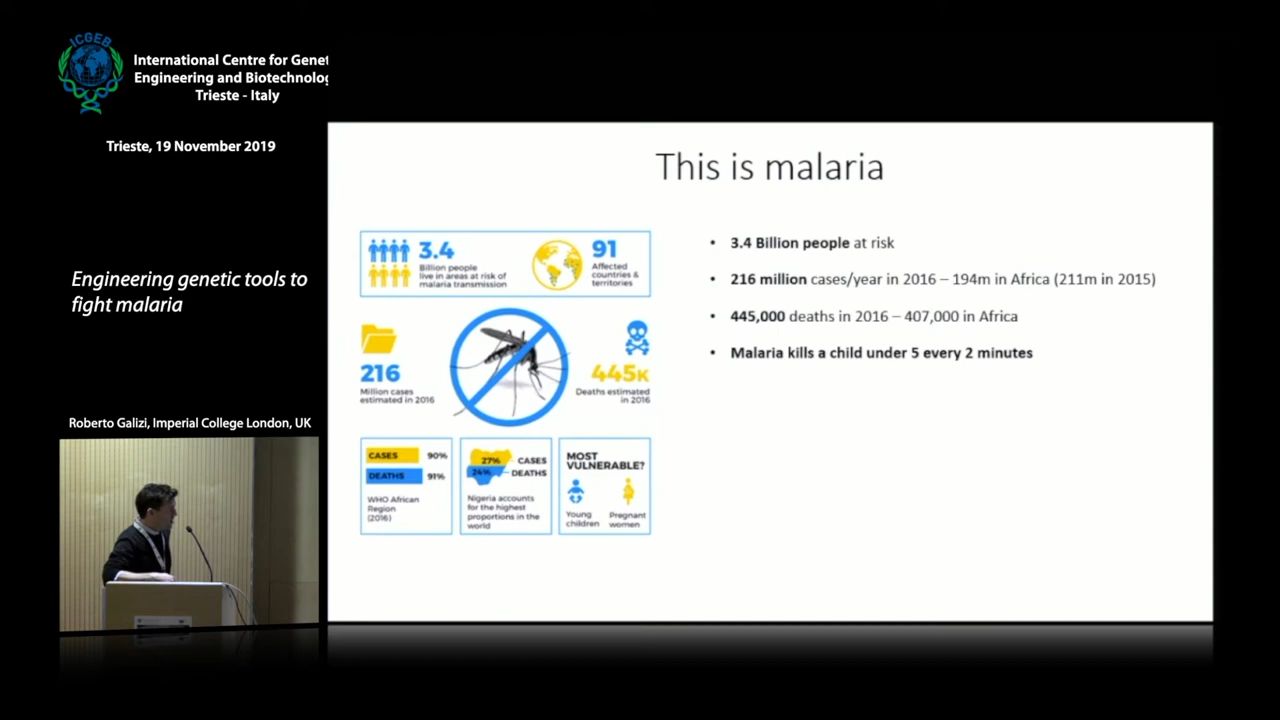 ICGEB
International Centre for Genet
Engineering and Biotechnolog
Trieste - Italy
Trieste, 19 November 2019
Engineering genetic tools to
fight malaria
Roberto Galizi, Imperial College London, UK
This is malaria
3.4
Billion people
live in areas at risk of
malaria transmission
91
Affected
countries &
territories
216
Million cases
estimated in 2016
445K
Deaths estimated
in 2016
CASES 90%
DEATHS 91%
WHO African
Region
(2016)
27% CASES
24% DEATHS
Nigeria accounts
for the highest
proportions in the
world
MOST
VULNERABLE?
Young
children
Pregnant
women
• 3.4 Billion people at risk
• 216 million cases/year in 2016 – 194m in Africa (211m in 2015)
• 445,000 deaths in 2016 – 407,000 in Africa
• Malaria kills a child under 5 every 2 minutes